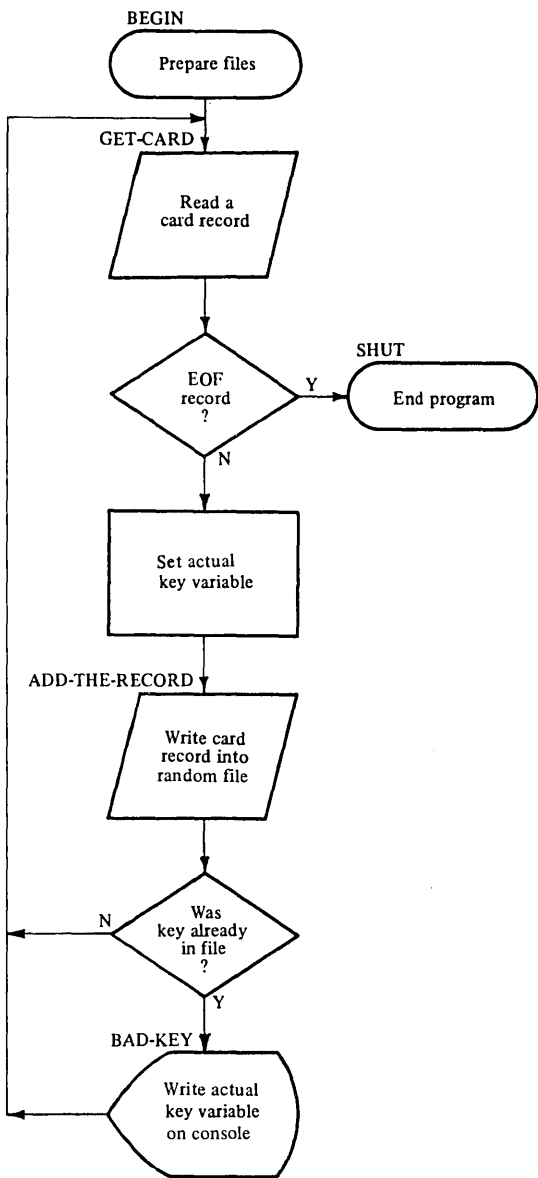 BEGIN
Prepare files
GET-CARD
Read a
card record
EOF
record
?
Y
SHUT
End program
N
Set actual
key variable
ADD-THE-RECORD
Write card
record into
random file
Was
key already
in file
?
N
Y
BAD-KEY
Write actual
key variable
on console